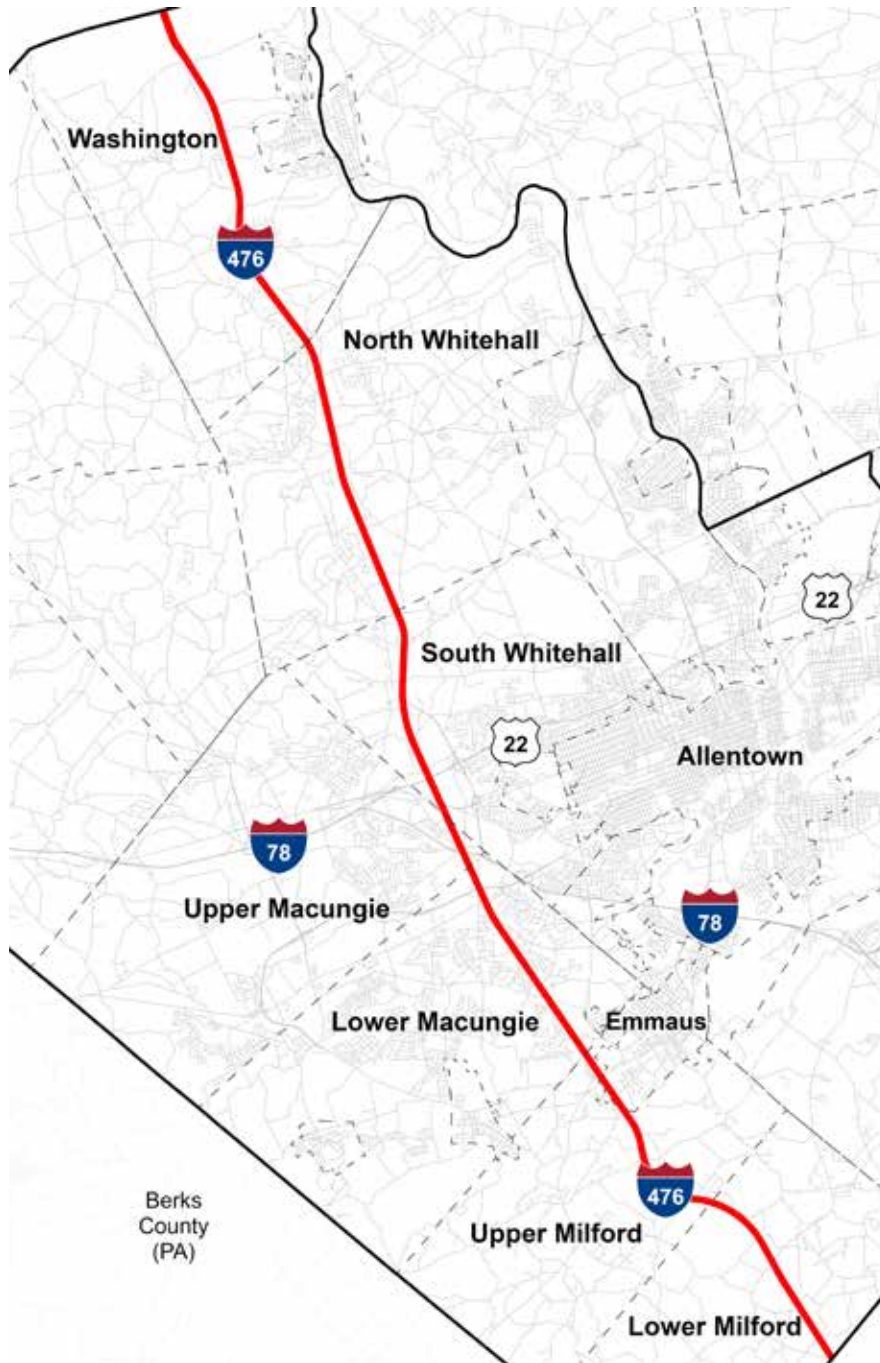 Washington
476
North Whitehall
22
South Whitehall
22
Allentown
78
78
Upper Macungie
Lower Macungie
Emmaus
476
Berks
County
(PA)
Upper Milford
Lower Milford